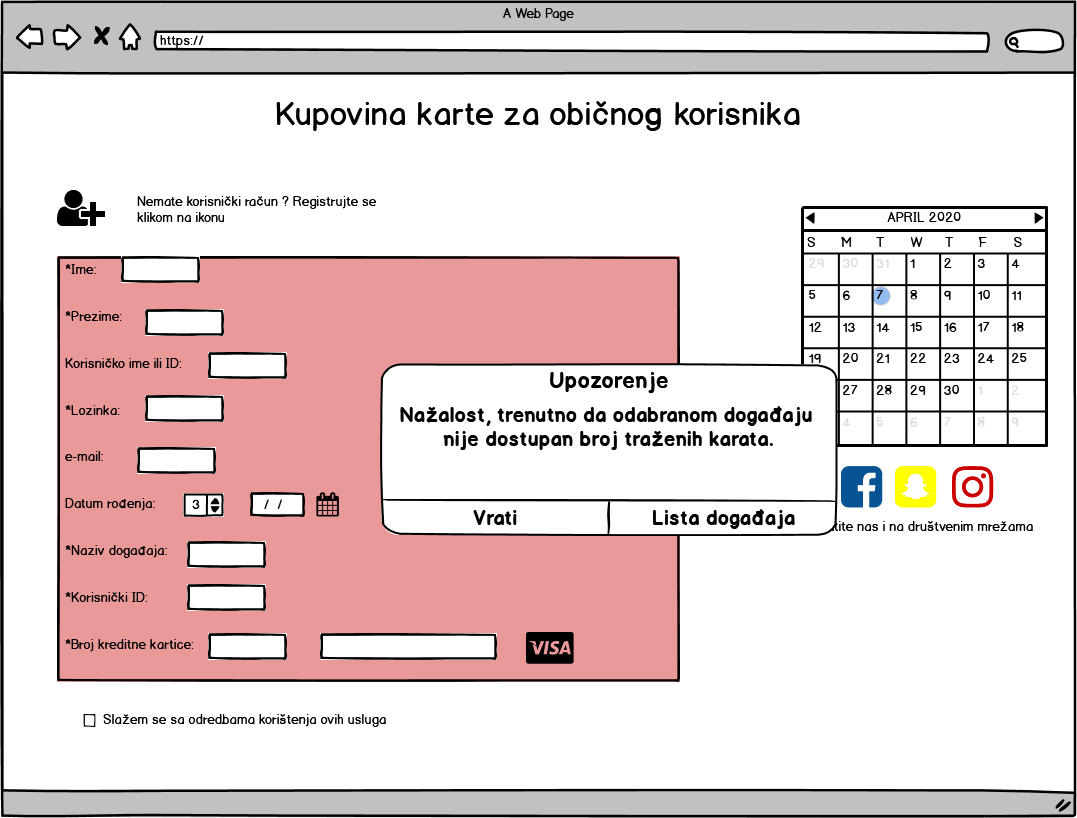 A Web Page
https://
Kupovina karte za običnog korisnika
Nemate korisnički račun ? Registrujte se
klikom na ikonu
*Ime:
*Prezime:
Korisničko ime ili ID:
*Lozinka:
e-mail:
Datum rođenja:
3
/ /
*Naziv događaja:
*Korisnički ID:
*Broj kreditne kartice:
VISA
Slažem se sa odredbama korištenja ovih usluga
Upozorenje
Nažalost, trenutno da odabranom događaju
nije dostupan broj traženih karata.
Vrati
Lista događaja
APRIL 2020
S M T W T F S
29 30 31 1 2 3 4
5 6 7 8 9 10 11
12 13 14 15 16 17 18
19 20 21 22 23 24 25
27 28 29 30 1 2
4 5 6 7 8 9
nas i na društvenim mrežama